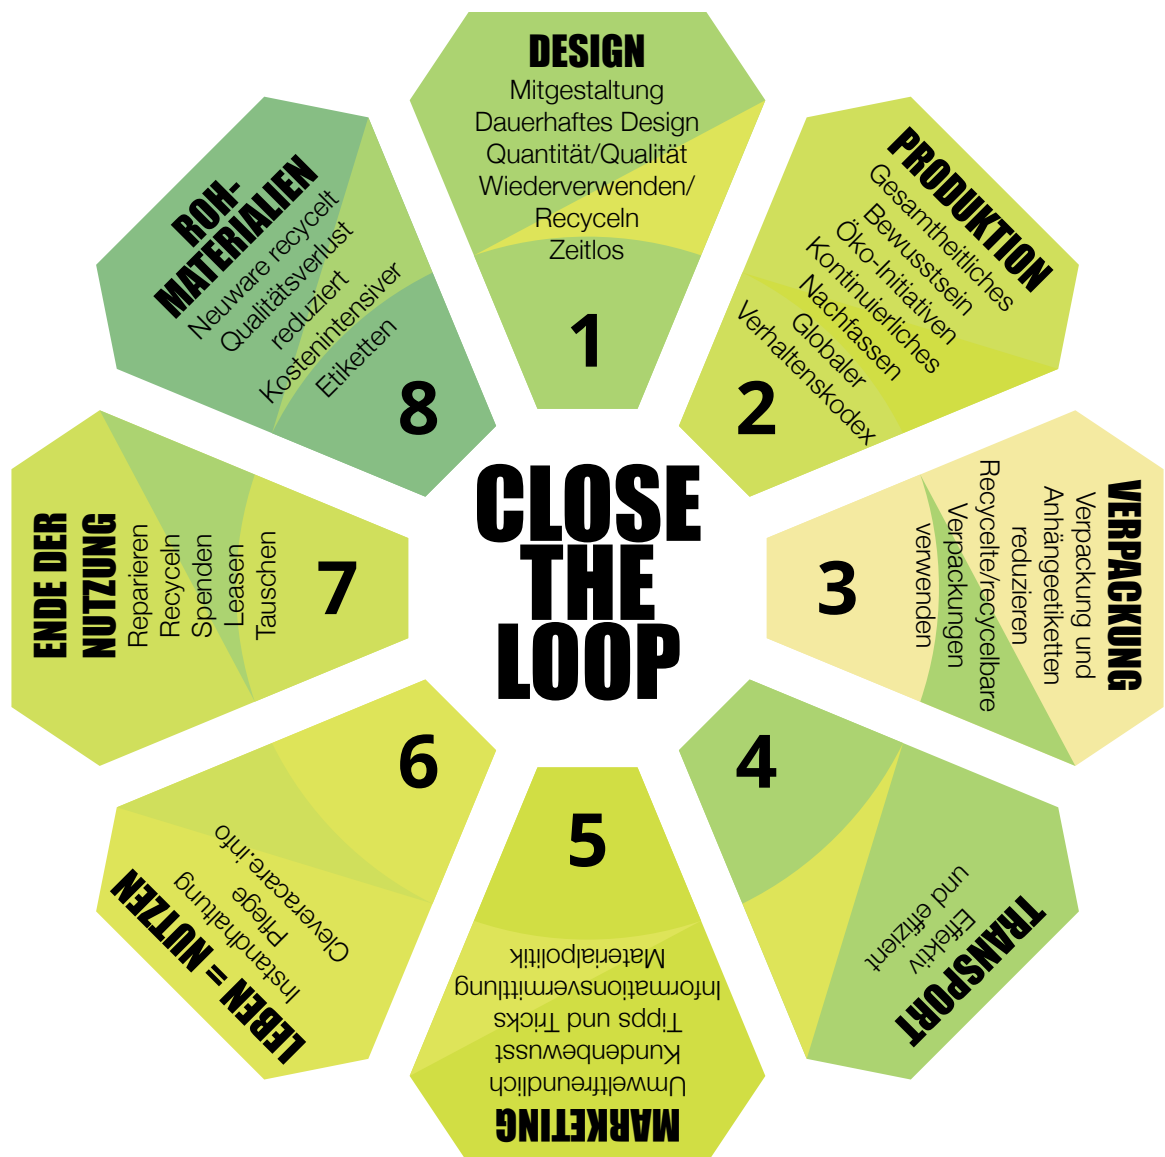 DESIGN
Mitgestaltung
Dauerhaftes Design
Quantität/Qualität
Wiederverwenden/
Recyceln
Zeitlos
1
PRODUKTION
Gesamtheitliches
Bewusstsein
Öko-Initiativen
Kontinuierliches
Nachfassen
Globaler
Verhaltenskodex
2
VERPACKUNG
Verpackung und
Anhängeetiketten
reduzieren
Recycelte/recycelbare
Verpackungen
verwenden
3
TRANSPORT
Effektiv
und effizient
4
MARKETING
Umweltfreundlich
Kundenbewusst
Tipps und Tricks
Informationsvermittlung
Materialpolitik
5
LEBEN = NUTZEN
Instandhaltung
Pflege
Cleveracare.info
6
ENDE DER
NUTZUNG
Reparieren
Recyceln
Spenden
Leasen
Tauschen
7
ROH-
MATERIALIEN
Neuware recycelt
Qualitätsverlust
reduziert
Kostenintensiver
Etiketten
8
CLOSE
THE
LOOP